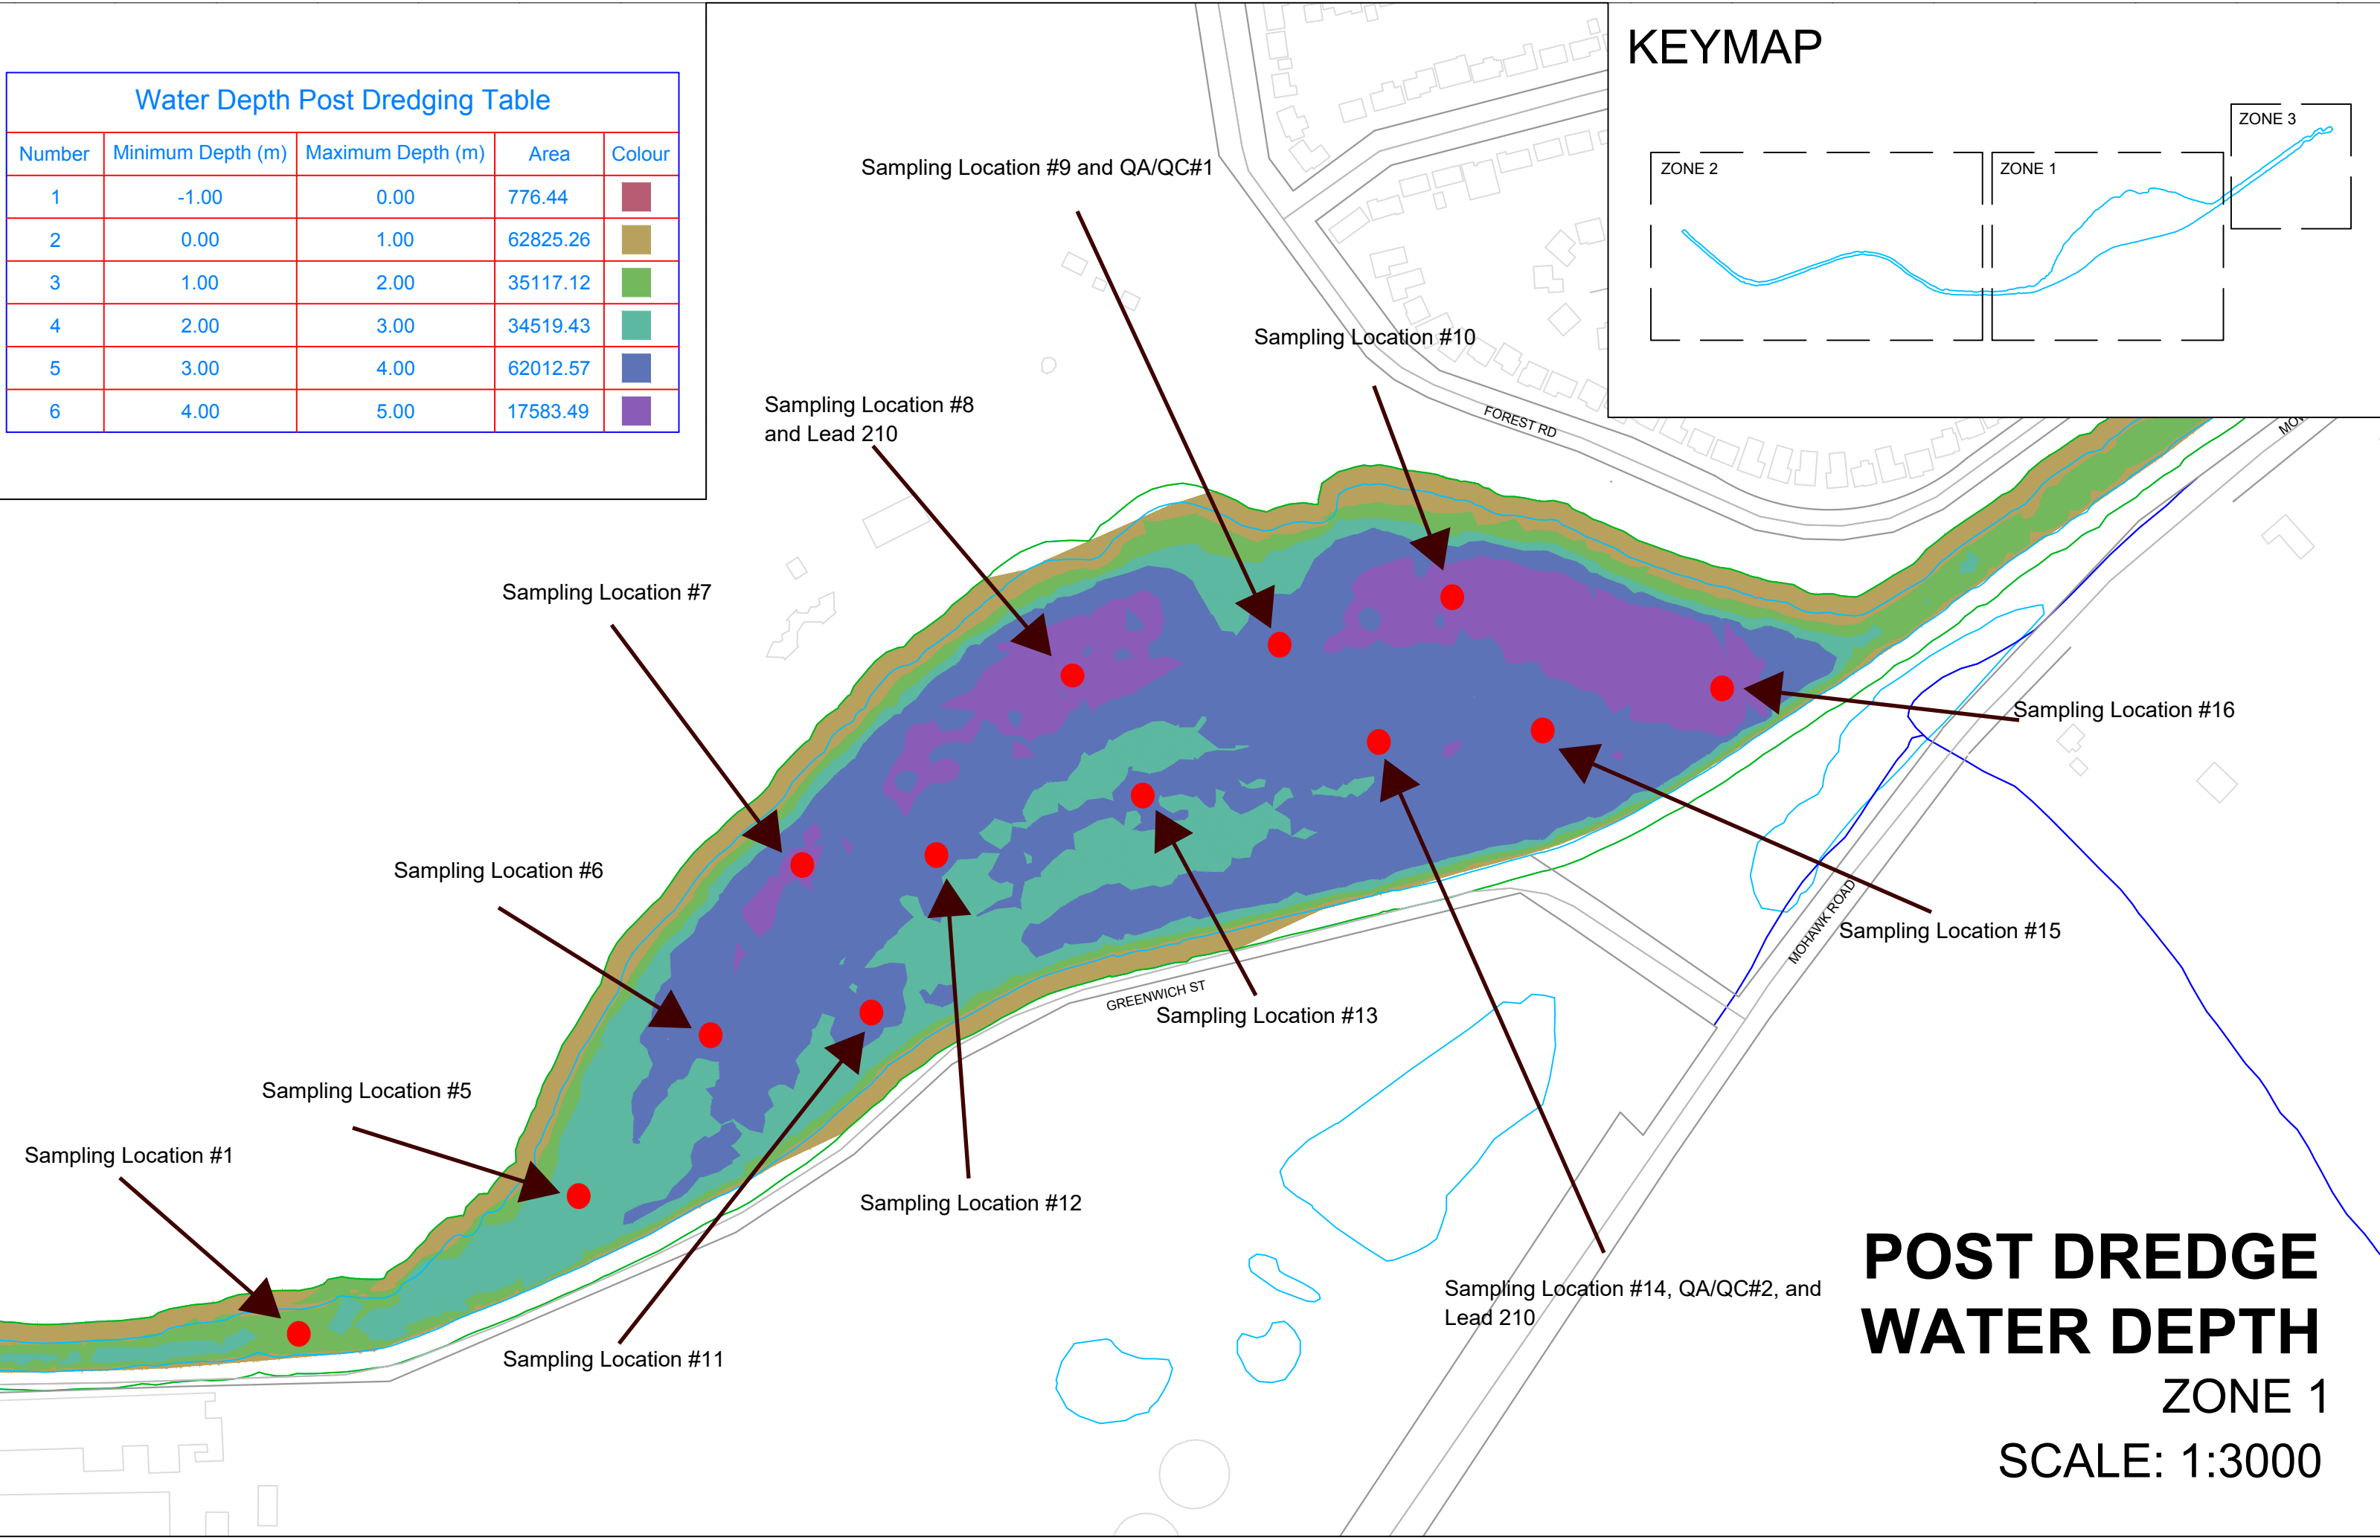 Water Depth Post Dredging Table
Number Minimum Depth (m) Maximum Depth (m) Area Colour
1 -1.00 0.00 776.44
2 0.00 1.00 62825.26
3 1.00 2.00 35117.12
4 2.00 3.00 34519.43
5 3.00 4.00 62012.57
6 4.00 5.00 17583.49
KEYMAP
ZONE 3
ZONE 2
ZONE 1
Sampling Location #9 and QA/QC#1
Sampling Location #10
Sampling Location #8
and Lead 210
FOREST RD
Sampling Location #7
Sampling Location #16
Sampling Location #6
MOHAWK ROAD
Sampling Location #15
GREENWICH ST
Sampling Location #13
Sampling Location #5
Sampling Location #1
Sampling Location #12
Sampling Location #14, QA/QC#2, and
Lead 210
Sampling Location #11
POST DREDGE
WATER DEPTH
ZONE 1
SCALE: 1:3000